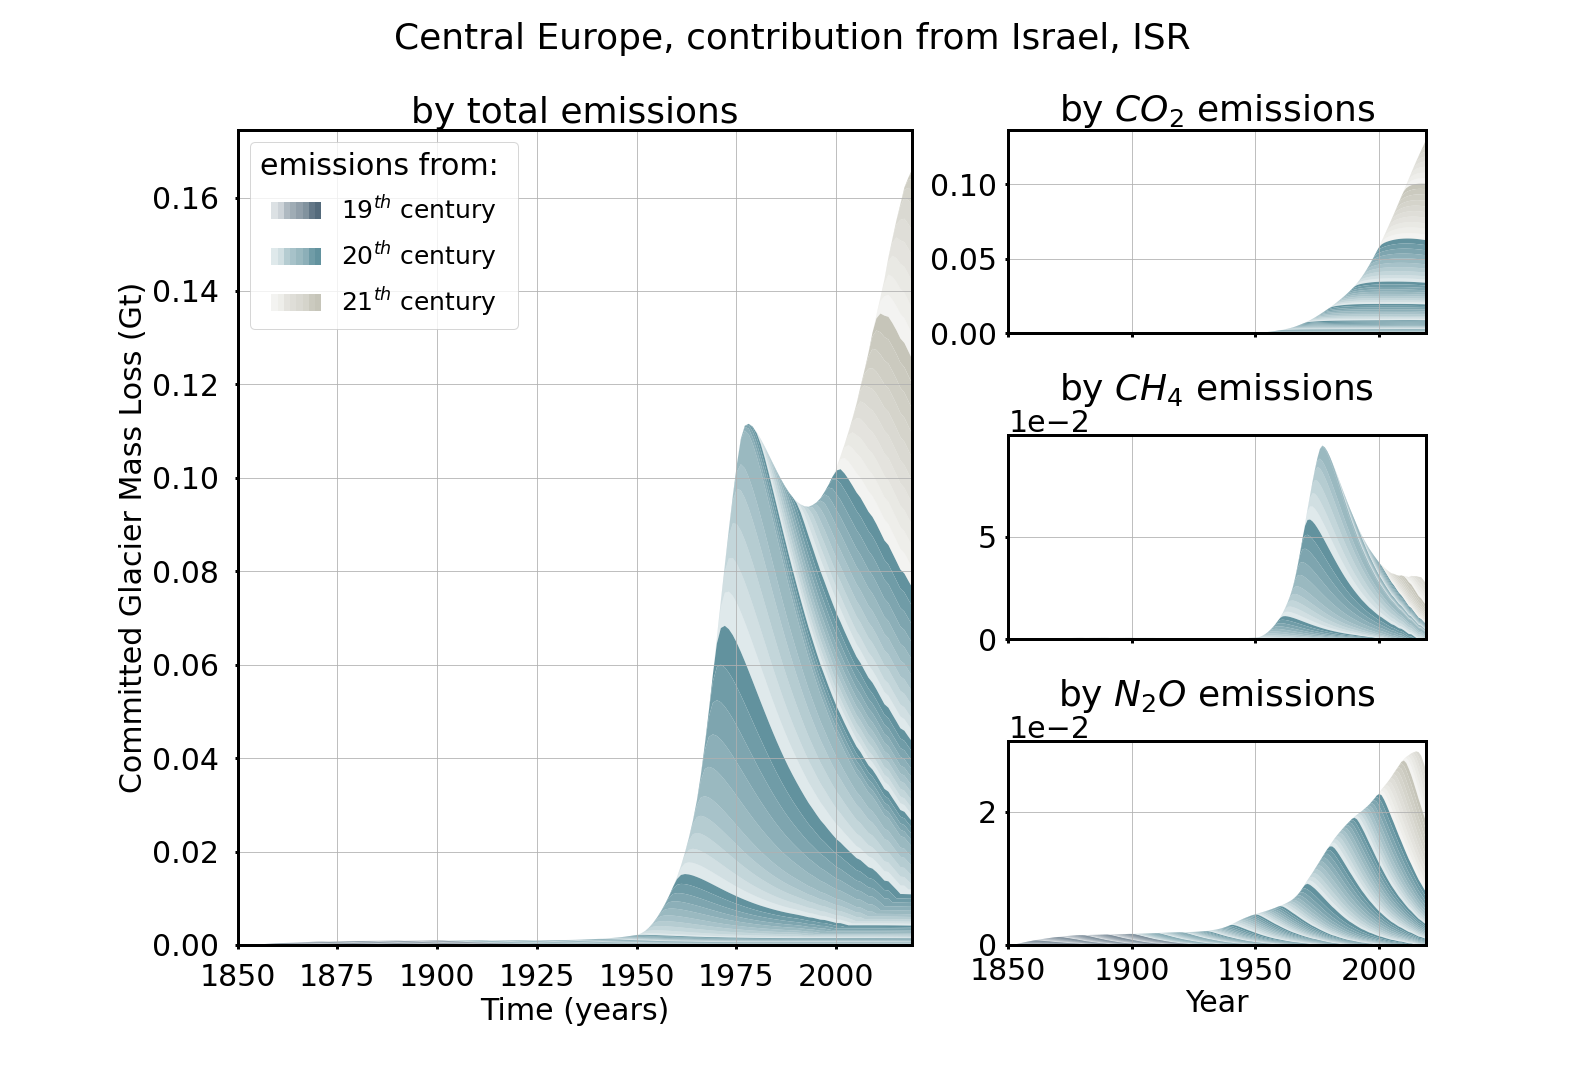 Central Europe, contribution from Israel, ISR
by total emissions
Committed Glacier Mass Loss (Gt)
0.16
0.14
0.12
0.10
0.08
0.06
0.04
0.02
0.00
emissions from:
19th century
20th century
21th century
1850 1875 1900 1925 1950 1975 2000
Time (years)
by CO2 emissions
0.10
0.05
0.00
by CH4 emissions
1e−2
5
0
by N2O emissions
1e−2
2
0
1850 1900 1950 2000
Year